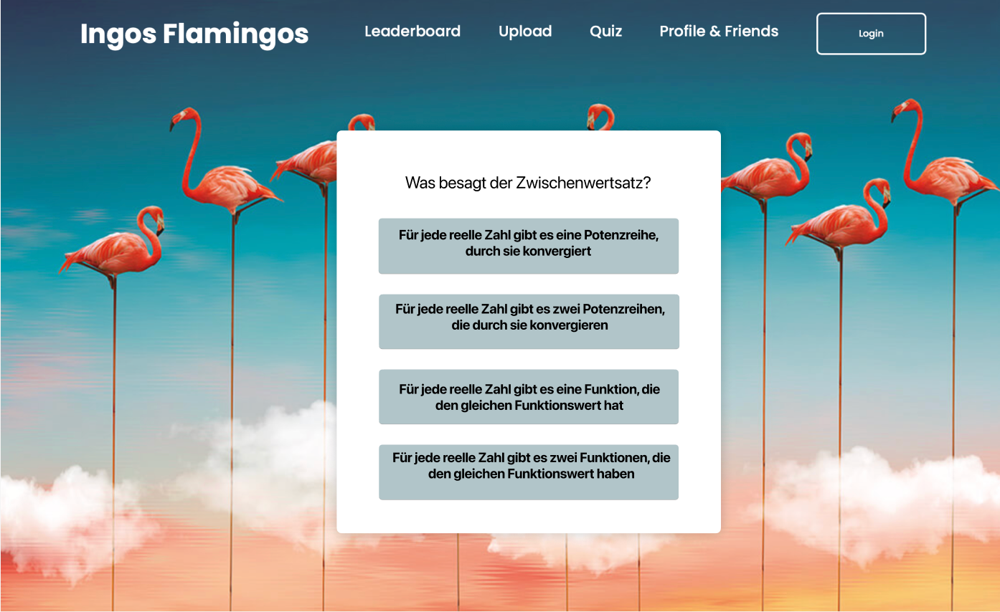 Ingos Flamingos
Leaderboard
Upload
Quiz
Profile & Friends
Login
Was besagt der Zwischenwertsatz?
Für jede reelle Zahl gibt es eine Potenzreihe,
durch sie konvergiert
Für jede reelle Zahl gibt es zwei Potenzreihen,
die durch sie konvergieren
Für jede reelle Zahl gibt es eine Funktion, die
den gleichen Funktionswert hat
Für jede reelle Zahl gibt es zwei Funktionen, die
den gleichen Funktionswert haben